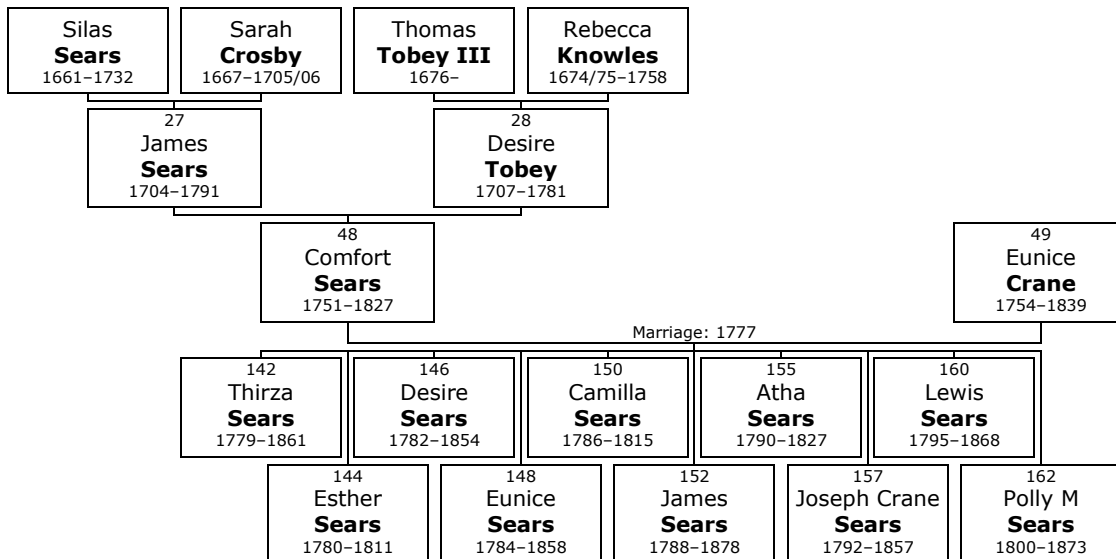 Silas
Sears
1661–1732
Sarah
Crosby
1667–1705/06
Thomas
Tobey III
1676–
Rebecca
Knowles
1674/75–1758
27
James
Sears
1704–1791
28
Desire
Tobey
1707–1781
48
Comfort
Sears
1751–1827
49
Eunice
Crane
1754–1839
Marriage: 1777
142
Thirza
Sears
1779–1861
146
Desire
Sears
1782–1854
150
Camilla
Sears
1786–1815
155
Atha
Sears
1790–1827
160
Lewis
Sears
1795–1868
144
Esther
Sears
1780–1811
148
Eunice
Sears
1784–1858
152
James
Sears
1788–1878
157
Joseph Crane
Sears
1792–1857
162
Polly M
Sears
1800–1873